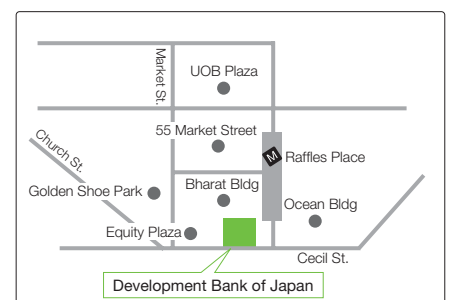 Market St.
UOB Plaza
Church St.
55 Market Street
M
Raffles Place
Golden Shoe Park
Bharat Bldg
Ocean Bldg
Equity Plaza
Cecil St.
Development Bank of Japan